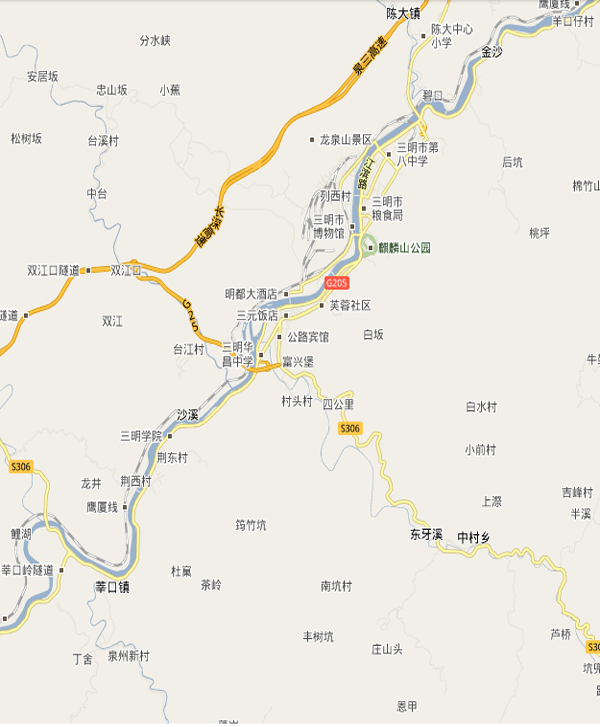 鹰厦线
陈大镇
羊口仔村
陈大中心
小学
分水峡
金沙
泉三高速
安居坂
忠山坂
小蕉
碧口
松树坂
台溪村
龙泉山景区
三明市第
八中学
后坑
江滨路
中台
列西村
棉竹山
三明市
粮食局
长深高速
三明市
博物馆
桃坪
麒麟山公园
双江口隧道
双江口
G205
明都大酒店
芙蓉社区
G25
隧道
三元饭店
双江
公路宾馆
白坂
台江村
三明华
昌中学
富兴堡
村头村
四公里
白水村
沙溪
S306
三明学院
小前村
荆东村
S306
龙井
荆西村
吉峰村
鹰厦线
上漈
半溪
筠竹坑
鲤湖
东牙溪
中村乡
莘口岭隧道
杜窠
莘口镇
茶岭
南坑村
丰树坑
芦桥
庄山头
S30
丁舍
泉州新村
坑兜
恩甲